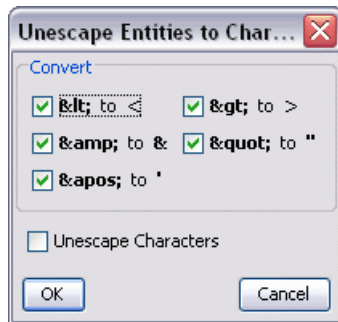 Unescape Entities to Char...
Convert
&lt; to <
&gt; to >
&amp; to &
&quot; to "
&apos; to '
Unescape Characters
OK
Cancel